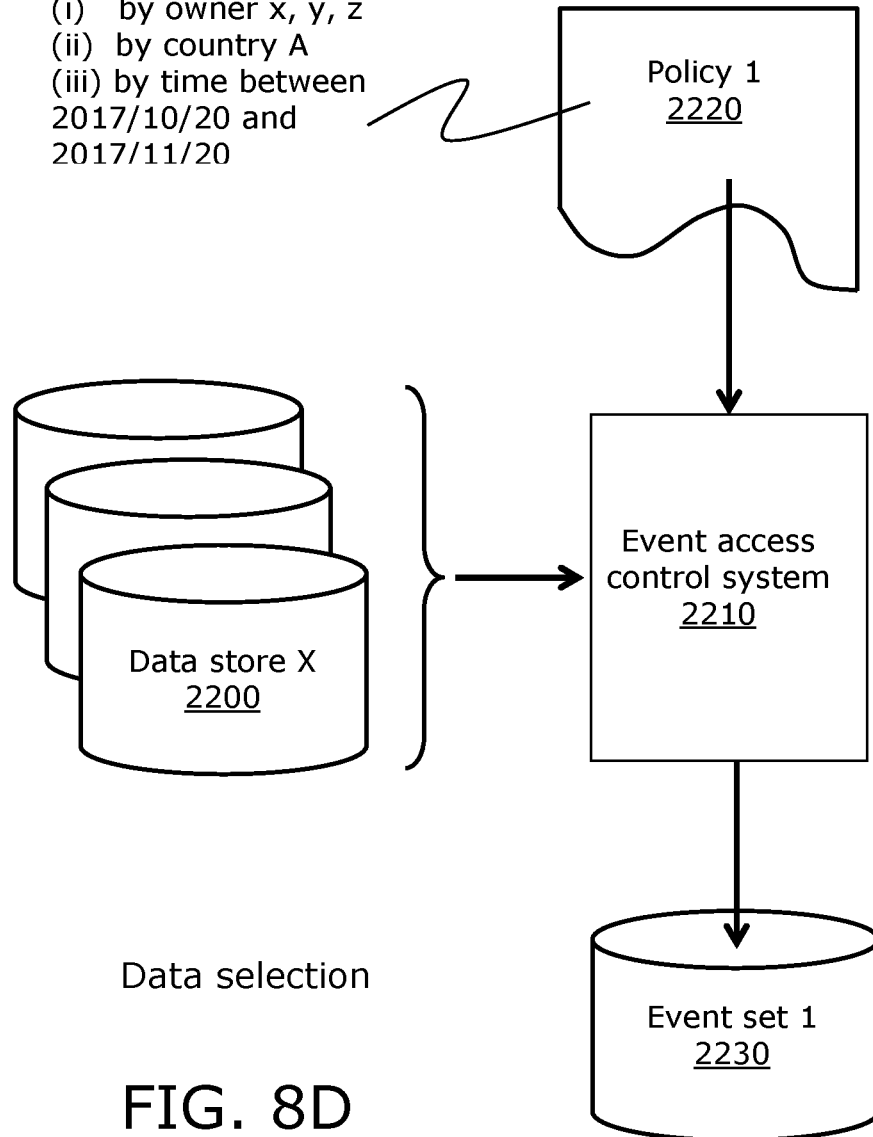 (i) by owner x, y, z
(ii) by country A
(iii) by time between
2017/10/20 and
2017/11/20
Policy 1
2220
Event access
control system
2210
Data store X
2200
Data selection
Event set 1
2230
FIG. 8D